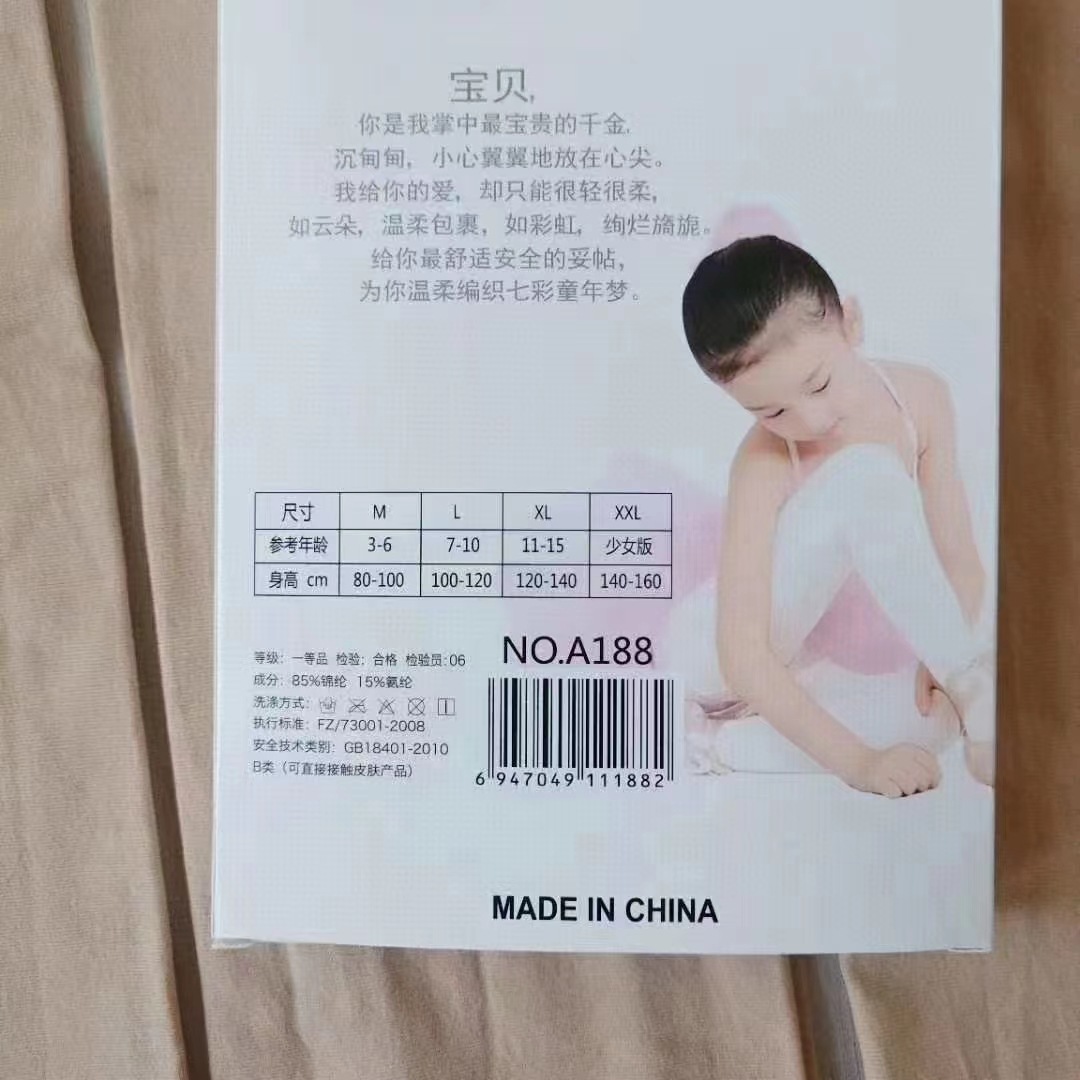 宝贝,
你是我掌中最宝贵的千金,
沉甸甸，小心翼翼地放在心尖。
我给你的爱，却只能很轻很柔，
如云朵，温柔包裹，如彩虹，绚烂旖旎。
给你最舒适安全的妥帖，
为你温柔编织七彩童年梦。
尺寸 M L XL XXL
参考年龄 3-6 7-10 11-15 少女版
身高 cm 80-100 100-120 120-140 140-160
NO.A188
等级：一等品 检验：合格 检验员：06
成分：85%锦纶 15%氨纶
洗涤方式：
执行标准：FZ/73001-2008
安全技术类别：GB18401-2010
B类（可直接接触皮肤产品）
6 947049 111882
MADE IN CHINA